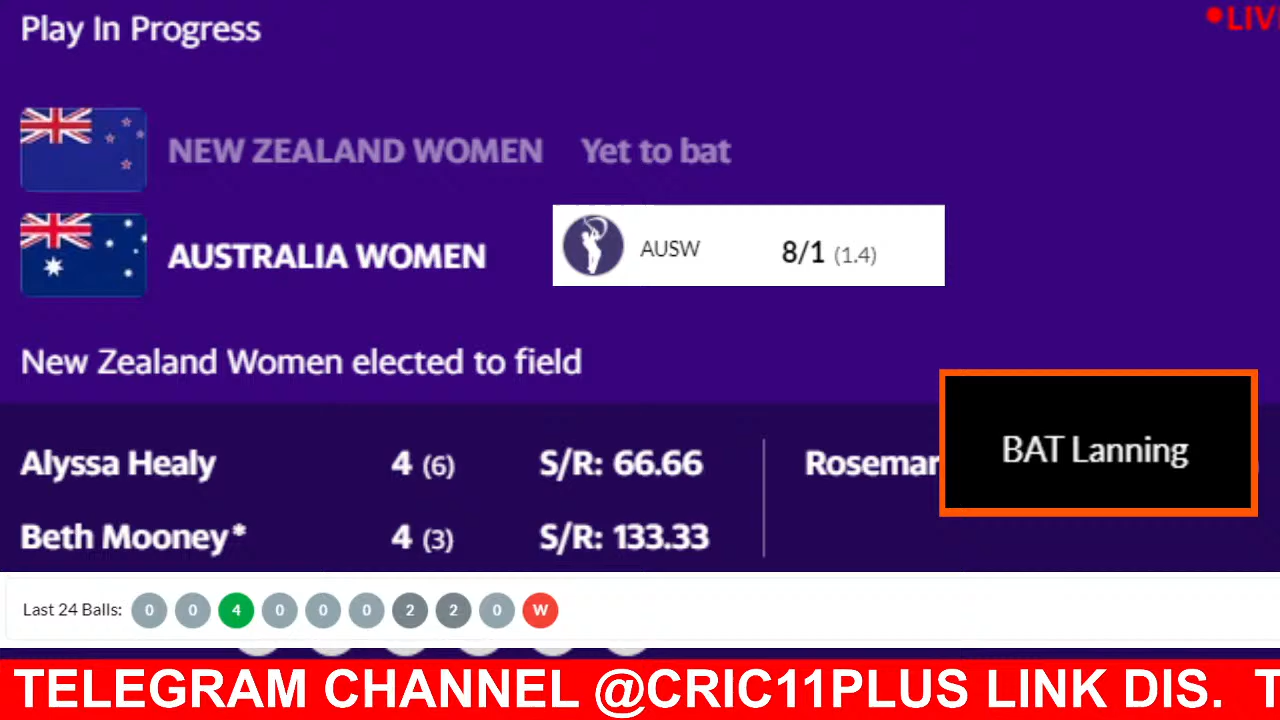 Play In Progress
LIV
NEW ZEALAND WOMEN Yet to bat
AUSTRALIA WOMEN AUSW 8/1 (1.4)
New Zealand Women elected to field
BAT Lanning
Alyssa Healy 4 (6) S/R: 66.66 Rosemar
Beth Mooney* 4 (3) S/R: 133.33
Last 24 Balls: 0 0 4 0 0 0 2 2 0 W
TELEGRAM CHANNEL @CRIC11PLUS LINK DIS. T